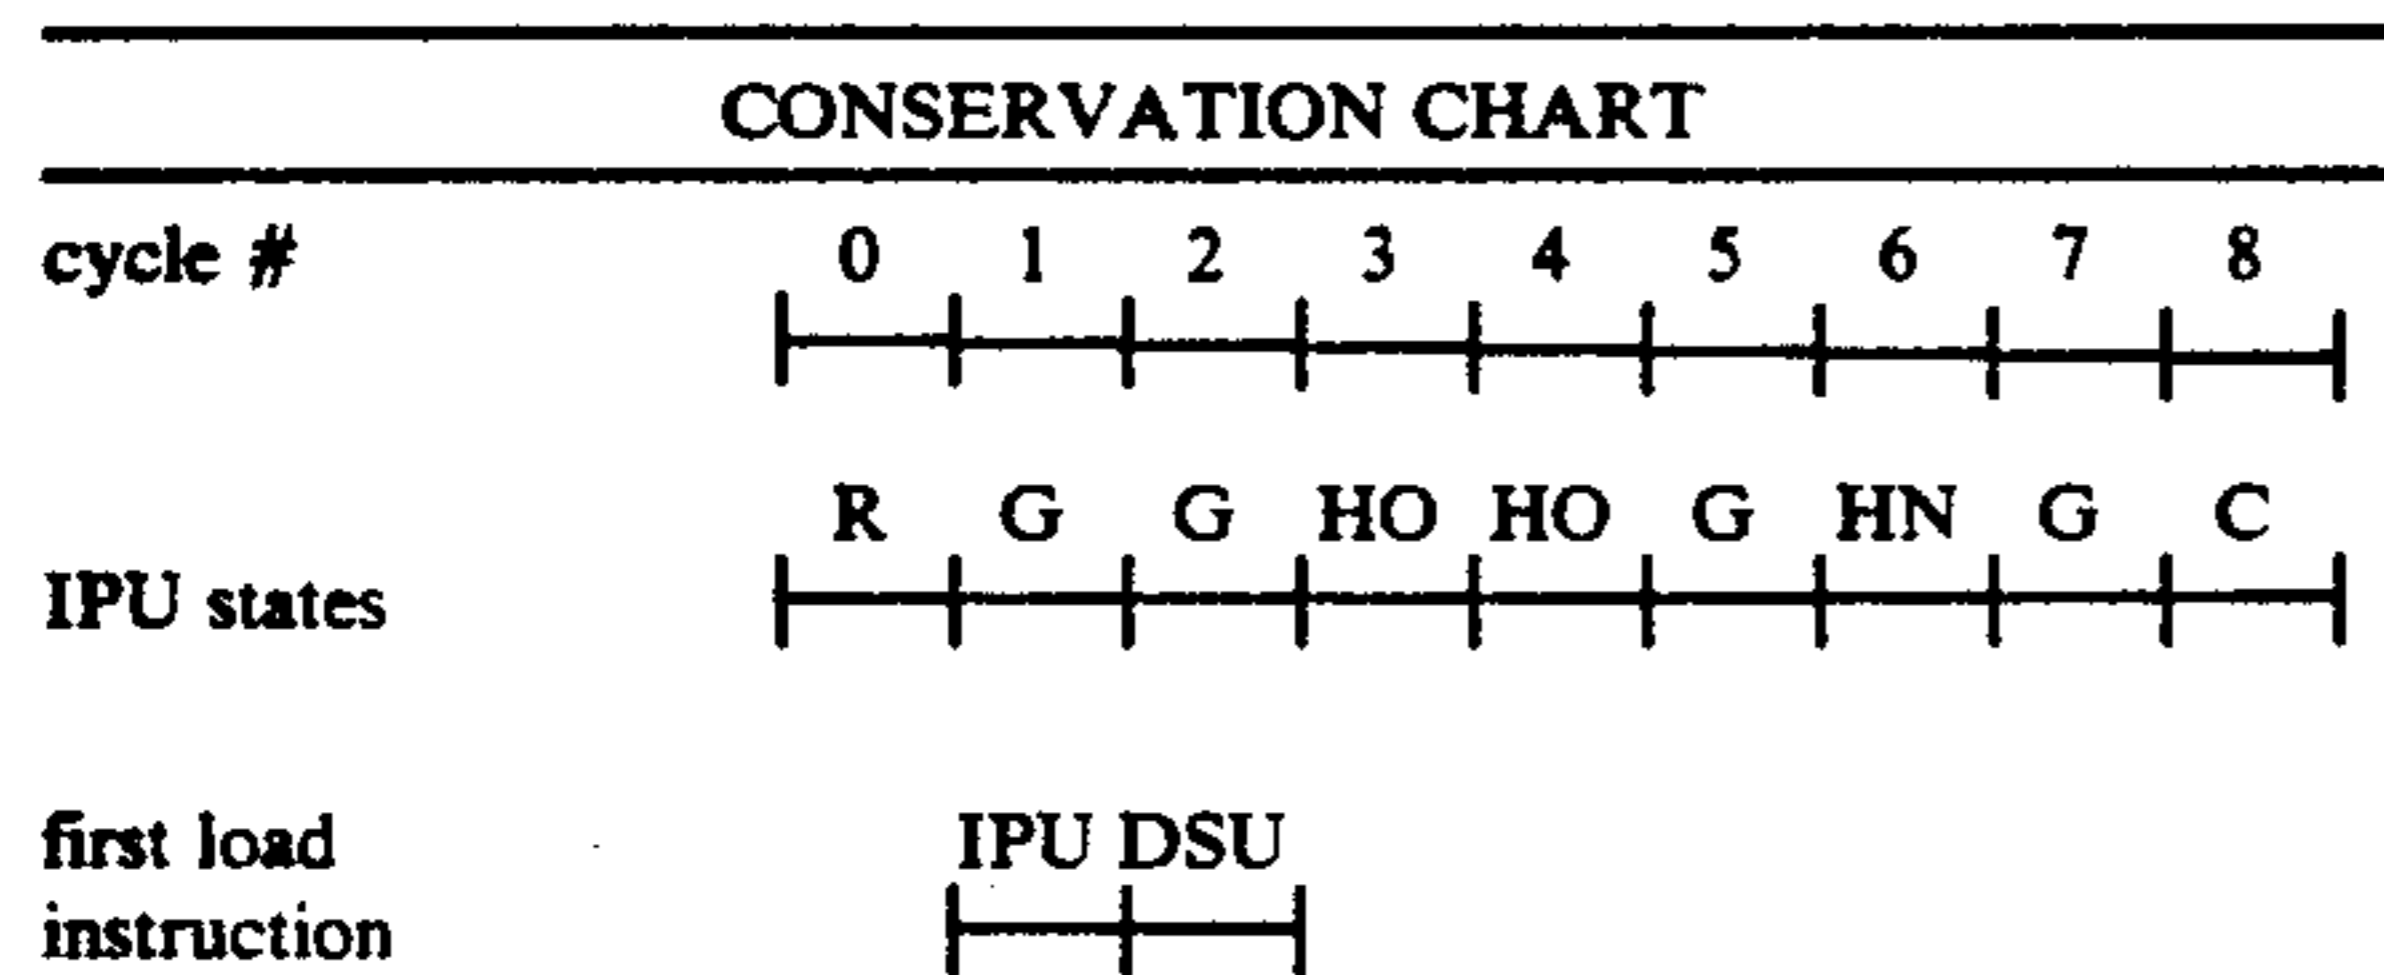 CONSERVATION CHART
cycle # 0 1 2 3 4 5 6 7 8
R G G HO HO G HN G C
IPU states
first load IPU DSU
instruction